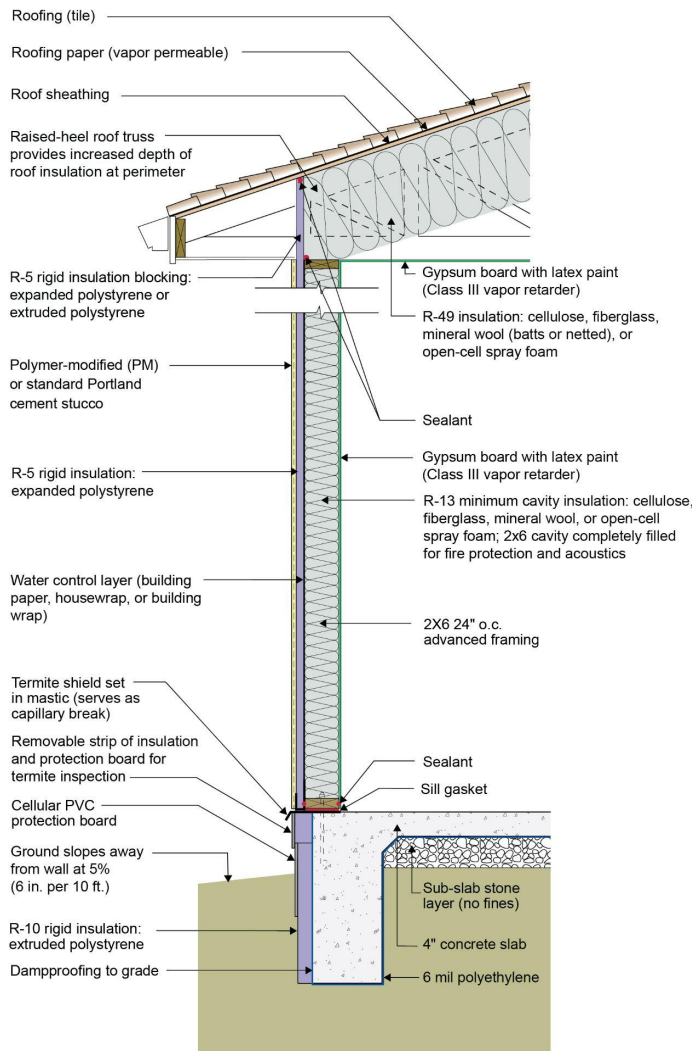 Roofing (tile)
Roofing paper (vapor permeable)
Roof sheathing
Raised-heel roof truss
provides increased depth of
roof insulation at perimeter
R-5 rigid insulation blocking:
expanded polystyrene or
extruded polystyrene
Polymer-modified (PM)
or standard Portland
cement stucco
R-5 rigid insulation:
expanded polystyrene
Water control layer (building
paper, housewrap, or building
wrap)
Termite shield set
in mastic (serves as
capillary break)
Removable strip of insulation
and protection board for
termite inspection
Cellular PVC
protection board
Ground slopes away
from wall at 5%
(6 in. per 10 ft.)
R-10 rigid insulation:
extruded polystyrene
Dampproofing to grade
Gypsum board with latex paint
(Class III vapor retarder)
R-49 insulation: cellulose, fiberglass,
mineral wool (batts or netted), or
open-cell spray foam
Sealant
Gypsum board with latex paint
(Class III vapor retarder)
R-13 minimum cavity insulation: cellulose,
fiberglass, mineral wool, or open-cell
spray foam; 2x6 cavity completely filled
for fire protection and acoustics
2X6 24" o.c.
advanced framing
Sealant
Sill gasket
Sub-slab stone
layer (no fines)
4" concrete slab
6 mil polyethylene